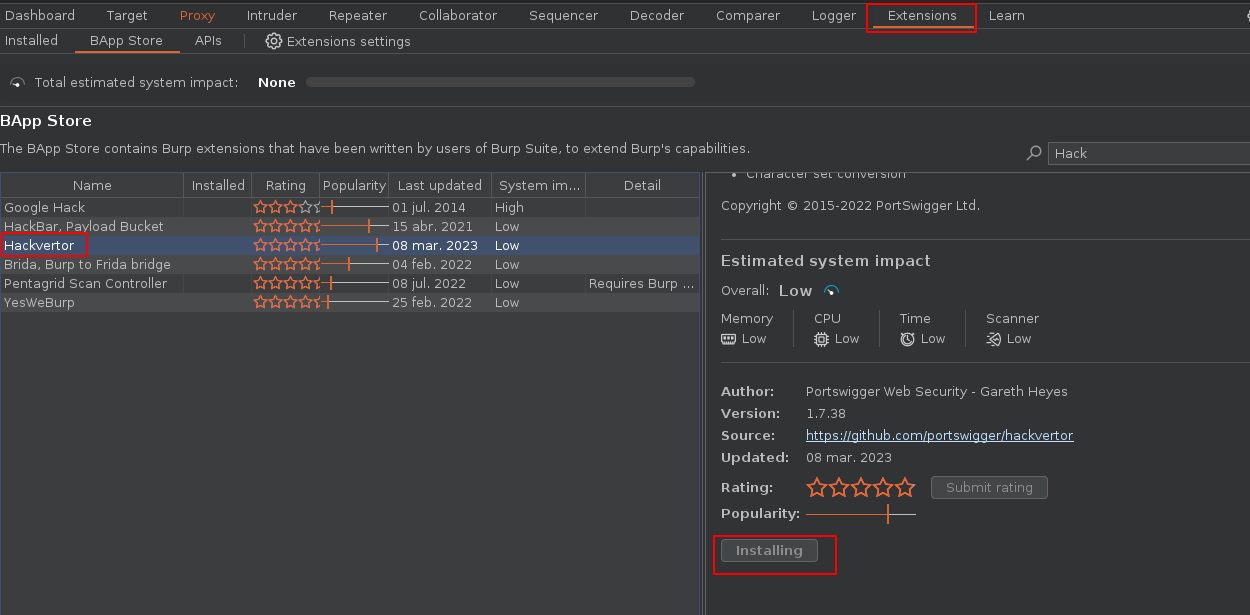 Dashboard Target Proxy Intruder Repeater Collaborator Sequencer Decoder Comparer Logger Extensions Learn
Installed BApp Store APIs Extensions settings
Total estimated system impact: None
BApp Store
The BApp Store contains Burp extensions that have been written by users of Burp Suite, to extend Burp's capabilities.
Hack
Name Installed Rating Popularity Last updated System im... Detail
Google Hack 01 jul. 2014 High
HackBar, Payload Bucket 15 abr. 2021 Low
Hackvertor 08 mar. 2023 Low
Brida, Burp to Frida bridge 04 feb. 2022 Low
Pentagrid Scan Controller 08 jul. 2022 Low Requires Burp ...
YesWeBurp 25 feb. 2022 Low
• Character set conversion
Copyright © 2015-2022 PortSwigger Ltd.
Estimated system impact
Overall: Low
Memory CPU Time Scanner
Low Low Low Low
Author: Portswigger Web Security - Gareth Heyes
Version: 1.7.38
Source: https://github.com/portswigger/hackvertor
Updated: 08 mar. 2023
Rating: Submit rating
Popularity:
Installing